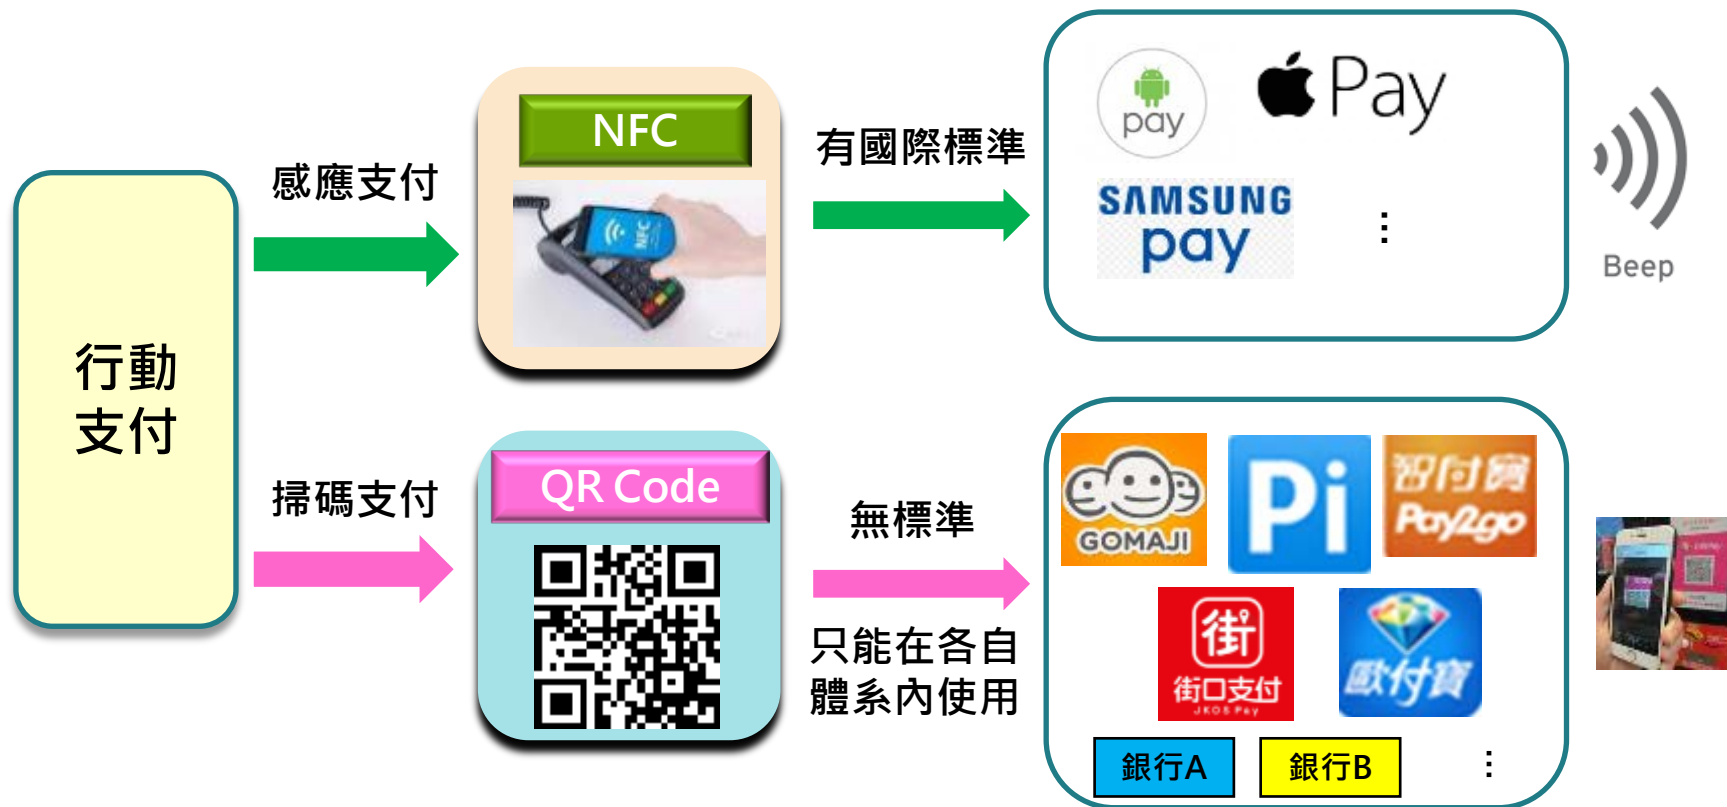 行動
支付
感應支付
NFC
NFC
有國際標準
pay
Pay
SAMSUNG
pay
⋮
Beep
掃碼支付
QR Code
無標準
只能在各自
體系內使用
GOMAJI
Pi
智付寶
Pay2go
街
街口支付
JKOS Pay
歐付寶
銀行A
銀行B
⋮